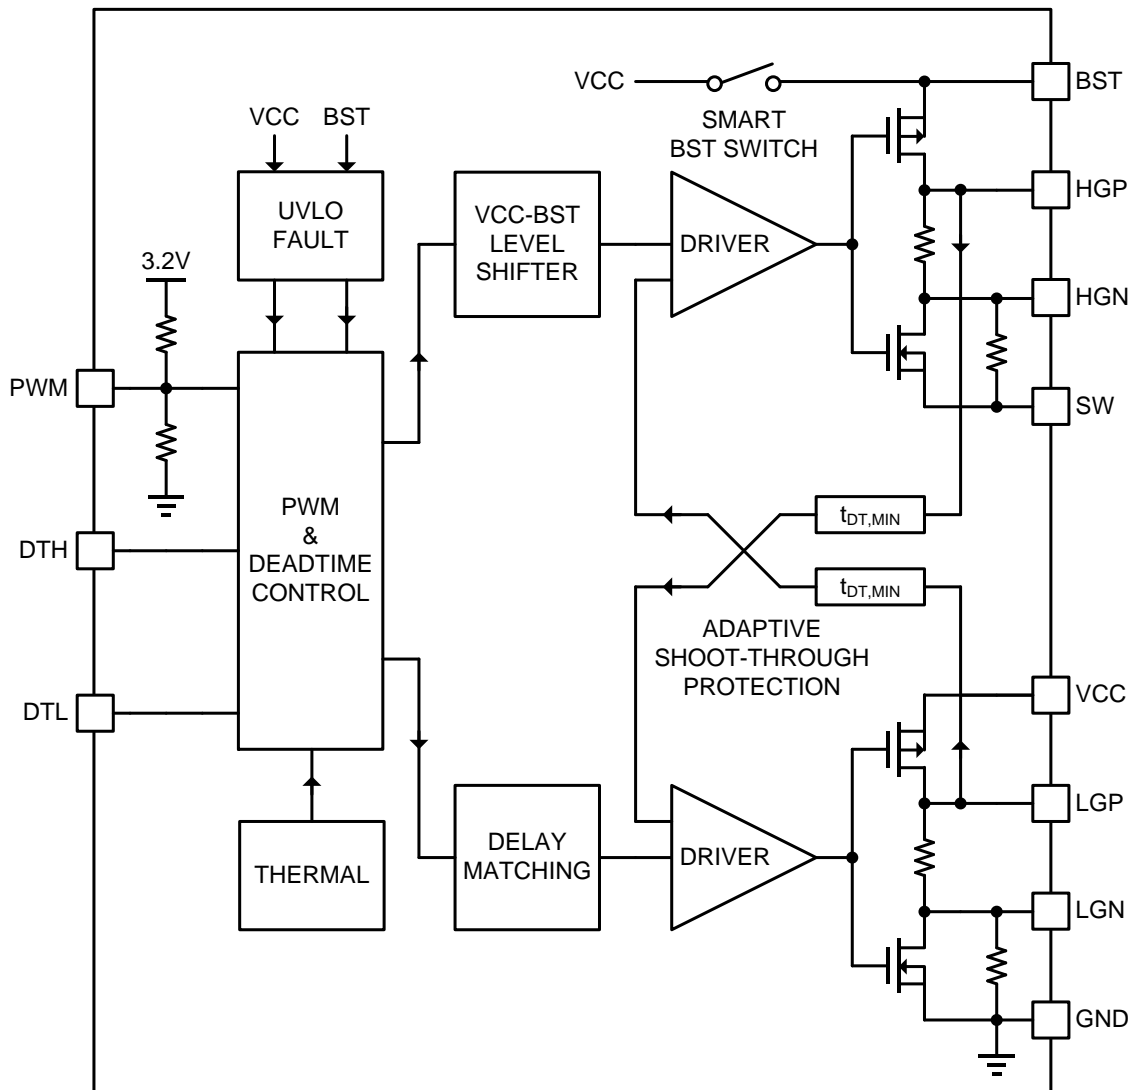 VCC
BST
SMART
BST SWITCH
VCC BST
UVLO
FAULT
VCC-BST
LEVEL
SHIFTER
DRIVER
HGP
3.2V
HGN
PWM
SW
PWM
&
DEADTIME
CONTROL
tDT,MIN
DTH
tDT,MIN
ADAPTIVE
SHOOT-THROUGH
PROTECTION
DTL
VCC
LGP
THERMAL
DELAY
MATCHING
DRIVER
LGN
GND